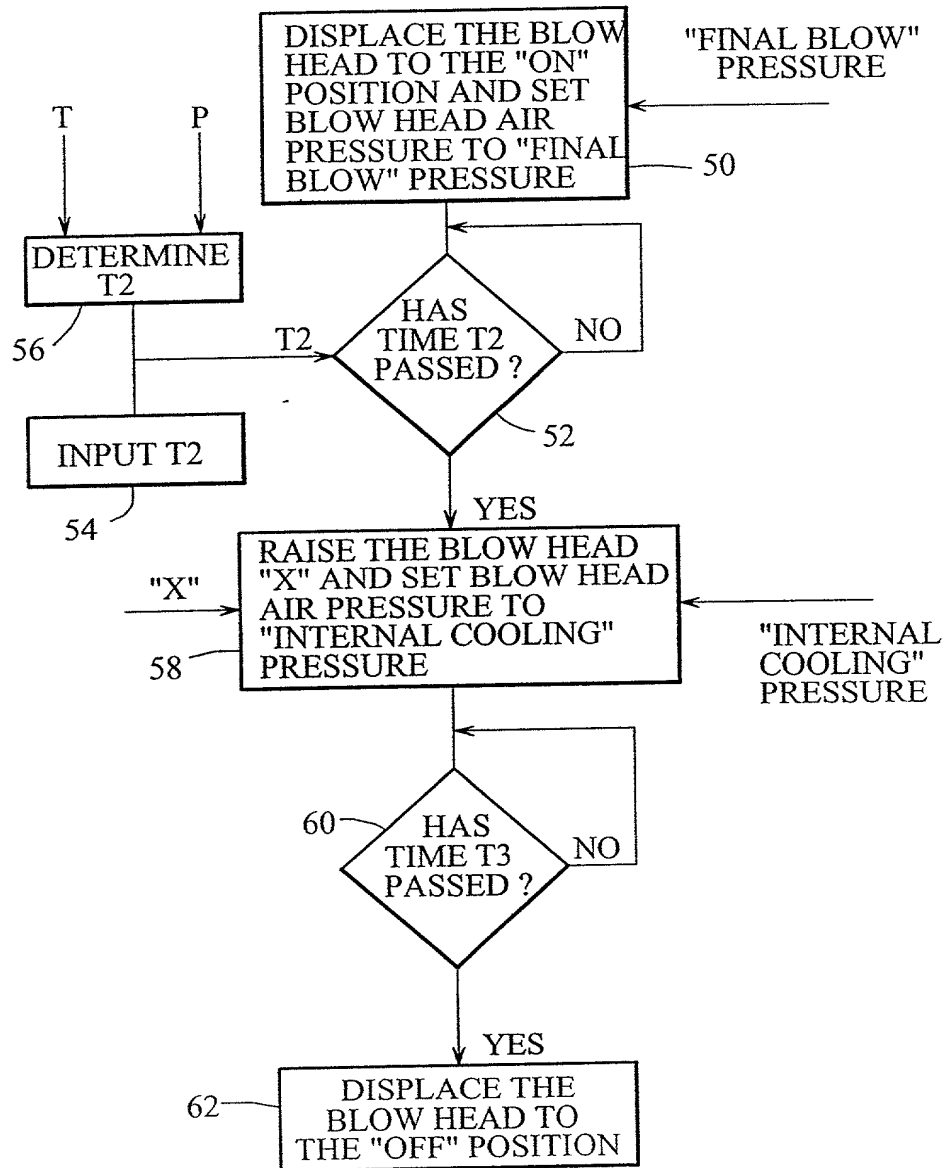 DISPLACE THE BLOW
HEAD TO THE "ON"
POSITION AND SET
BLOW HEAD AIR
PRESSURE TO "FINAL
BLOW" PRESSURE
"FINAL BLOW"
PRESSURE
50
T
P
DETERMINE
T2
56
T2
HAS
TIME T2
PASSED ?
NO
52
INPUT T2
54
YES
RAISE THE BLOW HEAD
"X" AND SET BLOW HEAD
AIR PRESSURE TO
"INTERNAL COOLING"
PRESSURE
"X"
58
"INTERNAL
COOLING"
PRESSURE
60
HAS
TIME T3
PASSED ?
NO
YES
62
DISPLACE THE
BLOW HEAD TO
THE "OFF" POSITION